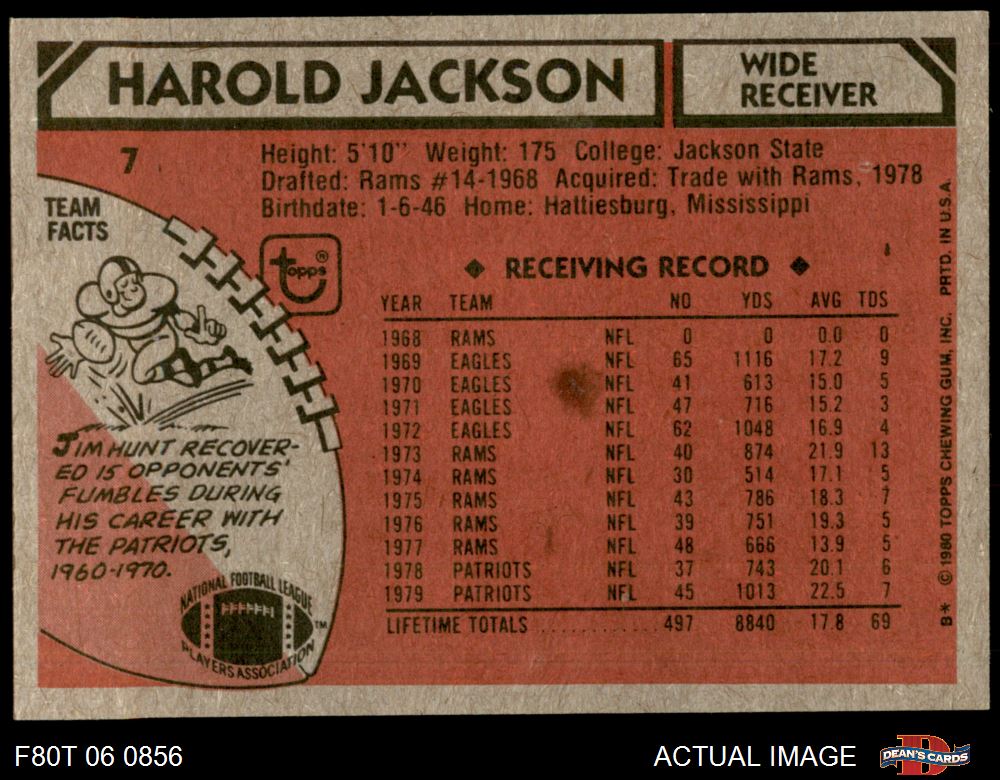 HAROLD JACKSON
WIDE
RECEIVER
7
Height: 5'10" Weight: 175 College: Jackson State
Drafted: Rams #14-1968 Acquired: Trade with Rams, 1978
Birthdate: 1-6-46 Home: Hattiesburg, Mississippi
TEAM
FACTS
topps®
JIM HUNT RECOVER-
ED 15 OPPONENTS'
FUMBLES DURING
HIS CAREER WITH
THE PATRIOTS,
1960-1970.
NATIONAL FOOTBALL LEAGUE
PLAYERS ASSOCIATION
TM
◆ RECEIVING RECORD ◆
YEAR TEAM NO YDS AVG TDS
1968 RAMS NFL 0 0 0.0 0
1969 EAGLES NFL 65 1116 17.2 9
1970 EAGLES NFL 41 613 15.0 5
1971 EAGLES NFL 47 716 15.2 3
1972 EAGLES NFL 62 1048 16.9 4
1973 RAMS NFL 40 874 21.9 13
1974 RAMS NFL 30 514 17.1 5
1975 RAMS NFL 43 786 18.3 7
1976 RAMS NFL 39 751 19.3 5
1977 RAMS NFL 48 666 13.9 5
1978 PATRIOTS NFL 37 743 20.1 6
1979 PATRIOTS NFL 45 1013 22.5 7
LIFETIME TOTALS ............ 497 8840 17.8 69
B* © 1980 TOPPS CHEWING GUM, INC. PRTD. IN U.S.A.
F80T 06 0856
ACTUAL IMAGE
DEAN'S CARDS